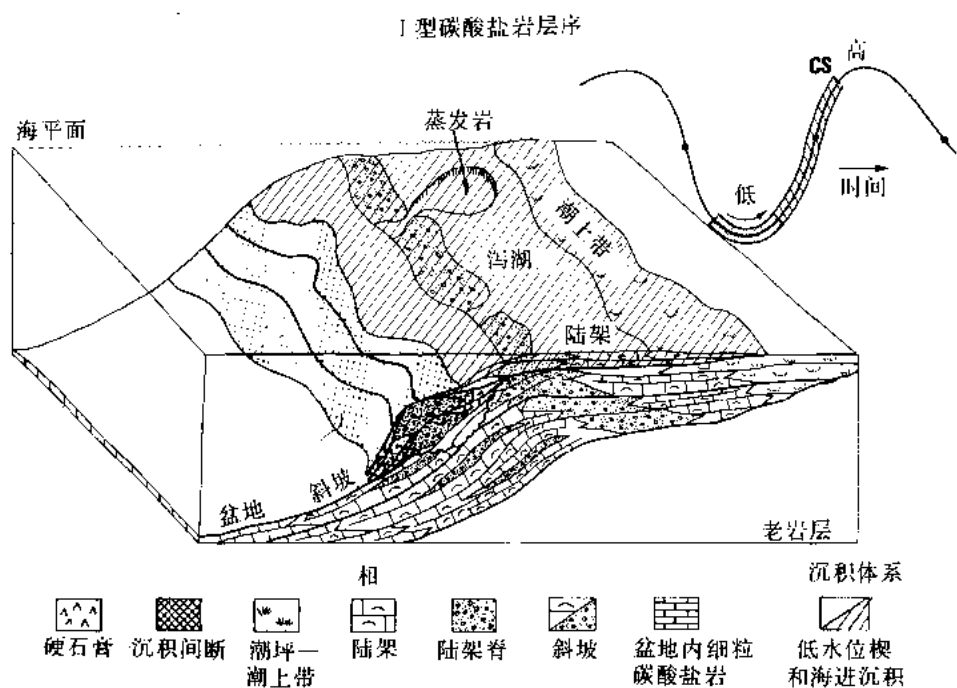 I 型碳酸盐岩层序
CS
高
海平面
蒸发岩
时间
低
潮上带
泻湖
陆架
斜坡
盆地
老岩层
相
沉积体系
硬石膏
沉积间断
潮坪一
潮上带
陆架
陆架脊
斜坡
盆地内细粒
碳酸盐岩
低水位楔
和海进沉积